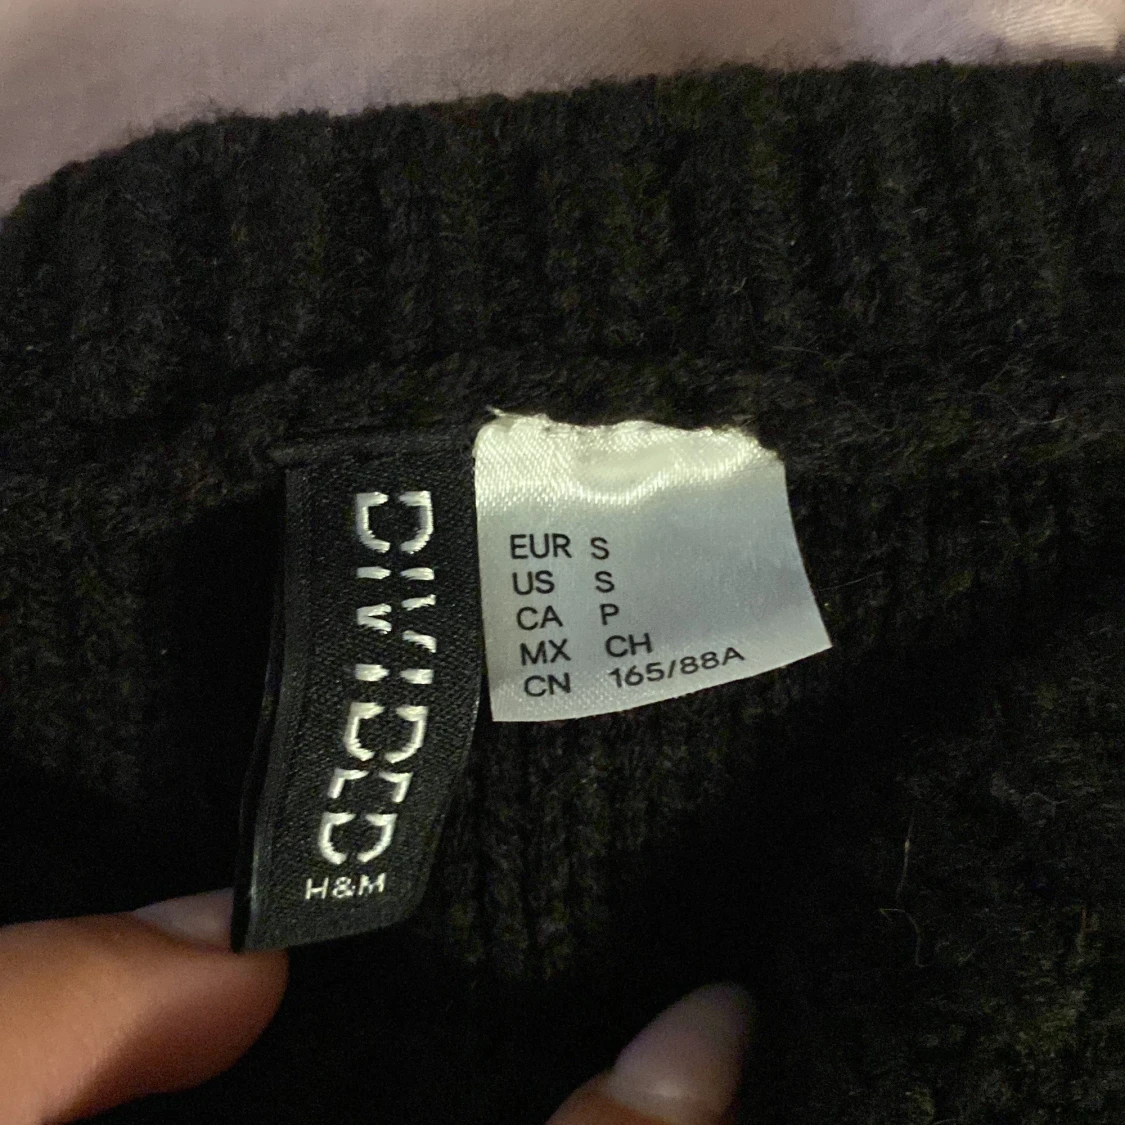 DIVIDED
H&M
EUR S
US S
CA P
MX CH
CN 165/88A